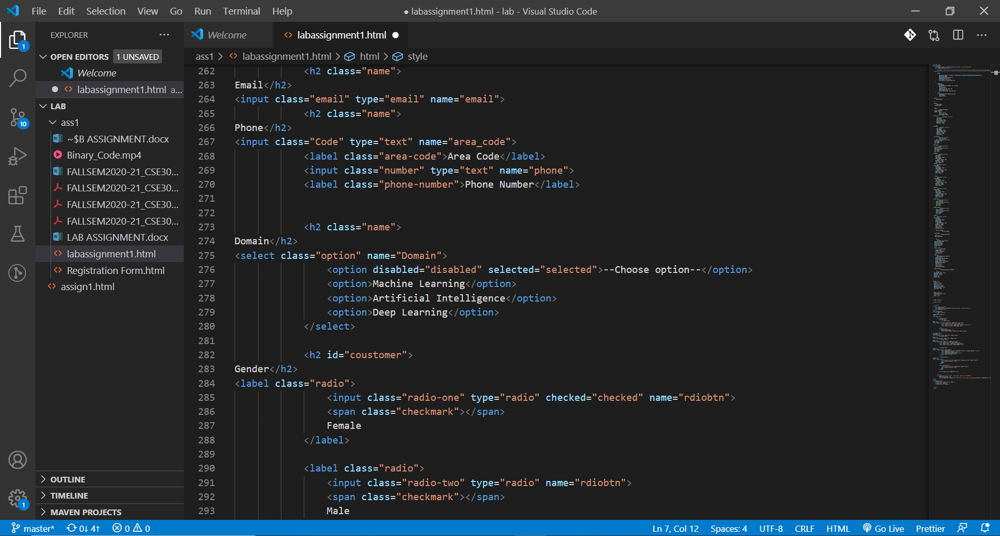 File Edit Selection View Go Run Terminal Help
● labassignment1.html - lab - Visual Studio Code
EXPLORER
OPEN EDITORS 1 UNSAVED
Welcome
labassignment1.html a...
LAB
ass1
~$B ASSIGNMENT.docx
Binary_Code.mp4
FALLSEM2020-21_CSE30...
FALLSEM2020-21_CSE30...
FALLSEM2020-21_CSE30...
FALLSEM2020-21_CSE30...
LAB ASSIGNMENT.docx
labassignment1.html
Registration Form.html
assign1.html
OUTLINE
TIMELINE
MAVEN PROJECTS
1
10
1
Welcome
labassignment1.html
ass1 > labassignment1.html > html > style
262 <h2 class="name">
263 Email</h2>
264 <input class="email" type="email" name="email">
265 <h2 class="name">
266 Phone</h2>
267 <input class="Code" type="text" name="area_code">
268 <label class="area-code">Area Code</label>
269 <input class="number" type="text" name="phone">
270 <label class="phone-number">Phone Number</label>
271
272
273 <h2 class="name">
274 Domain</h2>
275 <select class="option" name="Domain">
276 <option disabled="disabled" selected="selected">--Choose option--</option>
277 <option>Machine Learning</option>
278 <option>Artificial Intelligence</option>
279 <option>Deep Learning</option>
280 </select>
281
282 <h2 id="coustomer">
283 Gender</h2>
284 <label class="radio">
285 <input class="radio-one" type="radio" checked="checked" name="rdiobtn">
286 <span class="checkmark"></span>
287 Female
288 </label>
289
290 <label class="radio">
291 <input class="radio-two" type="radio" name="rdiobtn">
292 <span class="checkmark"></span>
293 Male
master* 0↓ 4↑ 0 0 Ln 7, Col 12 Spaces: 4 UTF-8 CRLF HTML Go Live Prettier